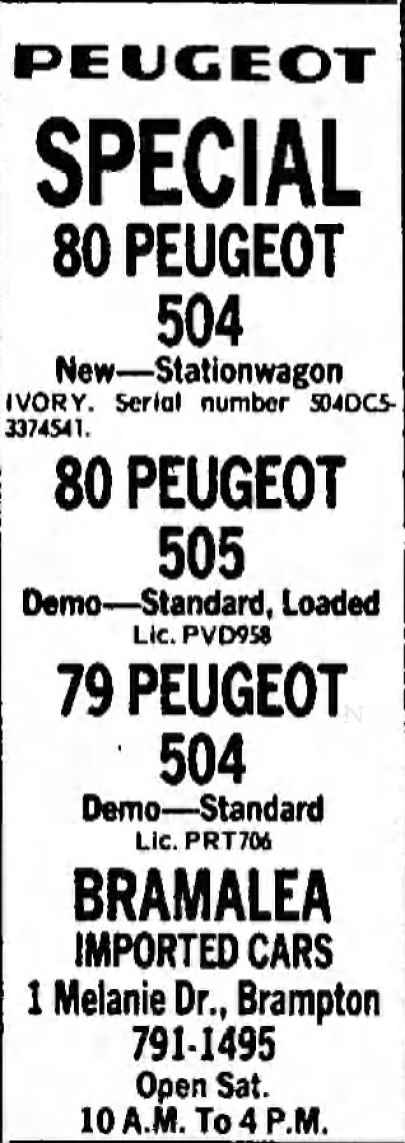 PEUGEOT
SPECIAL
80 PEUGEOT
504
New—Stationwagon
IVORY. Serial number 504DC5-
3374541.
80 PEUGEOT
505
Demo—Standard, Loaded
Lic. PVD958
79 PEUGEOT
504
Demo—Standard
Lic. PRT706
BRAMALEA
IMPORTED CARS
1 Melanie Dr., Brampton
791-1495
Open Sat.
10 A.M. To 4 P.M.